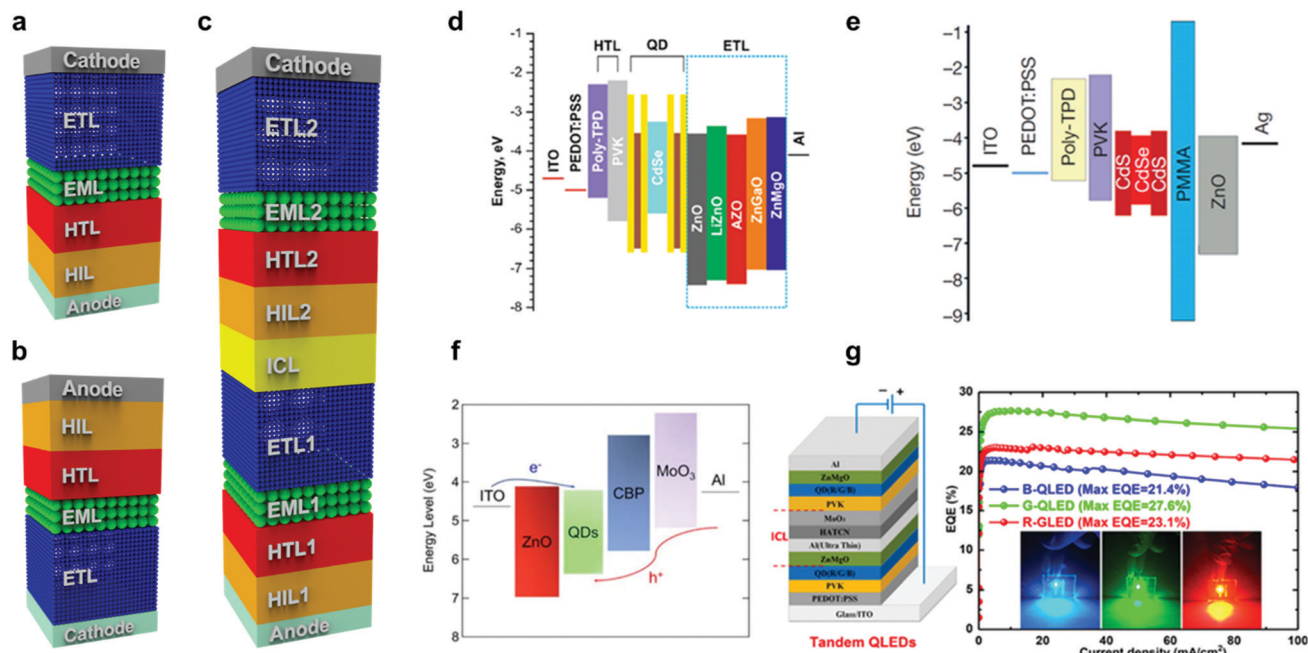 a
Cathode
ETL
EML
HTL
HIL
Anode
b
Anode
HIL
HTL
EML
ETL
Cathode
c
Cathode
ETL2
EML2
HTL2
HIL2
ICL
ETL1
EML1
HTL1
HIL1
Anode
d
HTL
QD
ETL
Energy, eV
-1
-2
-3
-4
-5
-6
-7
-8
ITO
PEDOT:PSS
Poly-TPD
PVK
CdSe
ZnO
LiZnO
AZO
ZnGaO
ZnMgO
Al
e
Energy (eV)
−1
−2
−3
−4
−5
−6
−7
−8
−9
ITO
PEDOT:PSS
Poly-TPD
PVK
CdS
CdSe
CdS
PMMA
ZnO
Ag
f
Energy Level (eV)
2
3
4
5
6
7
8
ITO
e-
ZnO
QDs
CBP
MoO3
Al
h+
g
− +
Al
ZnMgO
QD(R/G/B)
PVK
MoO3
HATCN
Al(Ultra Thin)
ZnMgO
QD(R/G/B)
PVK
PEDOT:PSS
Glass/ITO
ICL
Tandem QLEDs
EQE (%)
30
25
20
15
10
5
0
B-QLED (Max EQE=21.4%)
G-QLED (Max EQE=27.6%)
R-GLED (Max EQE=23.1%)
0 20 40 60 80 100
Current density (mA/cm2)